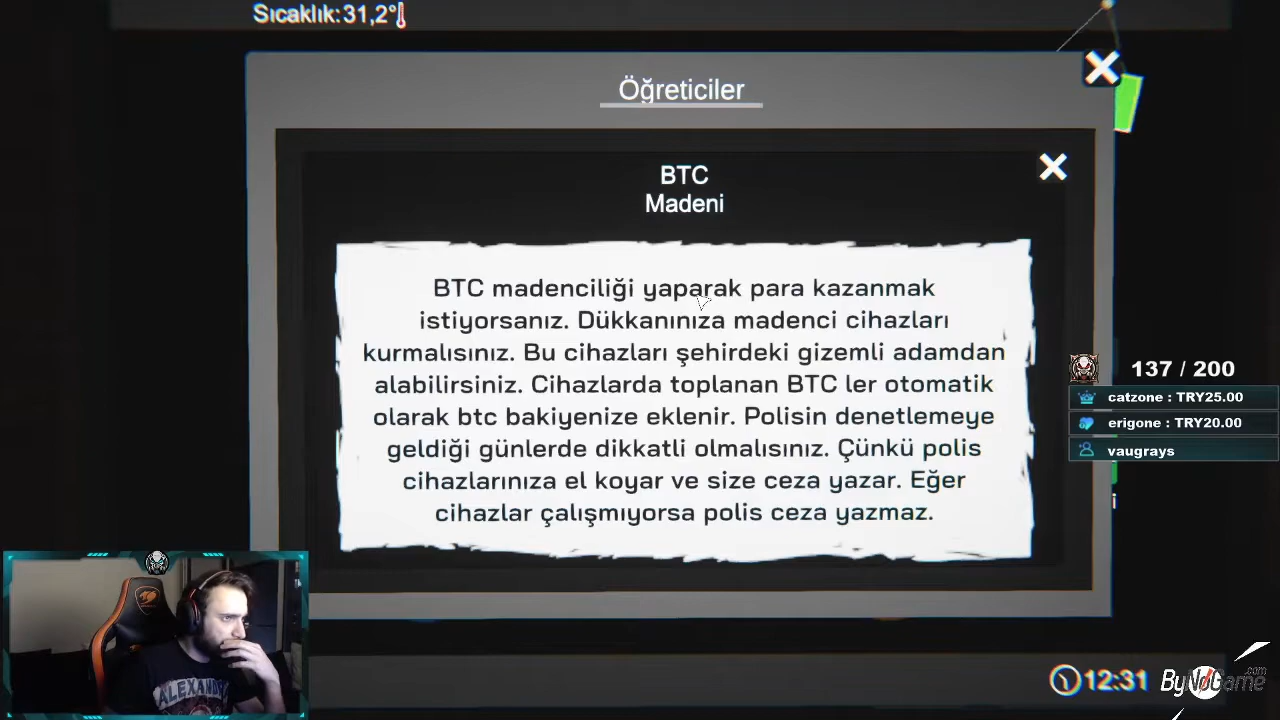 Sıcaklık:31,2°
Öğreticiler
BTC
Madeni
BTC madenciliği yaparak para kazanmak
istiyorsanız. Dükkanınıza madenci cihazları
kurmalısınız. Bu cihazları şehirdeki gizemli adamdan
alabilirsiniz. Cihazlarda toplanan BTC ler otomatik
olarak btc bakiyenize eklenir. Polisin denetlemeye
geldiği günlerde dikkatli olmalısınız. Çünkü polis
cihazlarınıza el koyar ve size ceza yazar. Eğer
cihazlar çalışmıyorsa polis ceza yazmaz.
137 / 200
catzone : TRY25.00
erigone : TRY20.00
vaugrays
12:31
ByNoGame.com